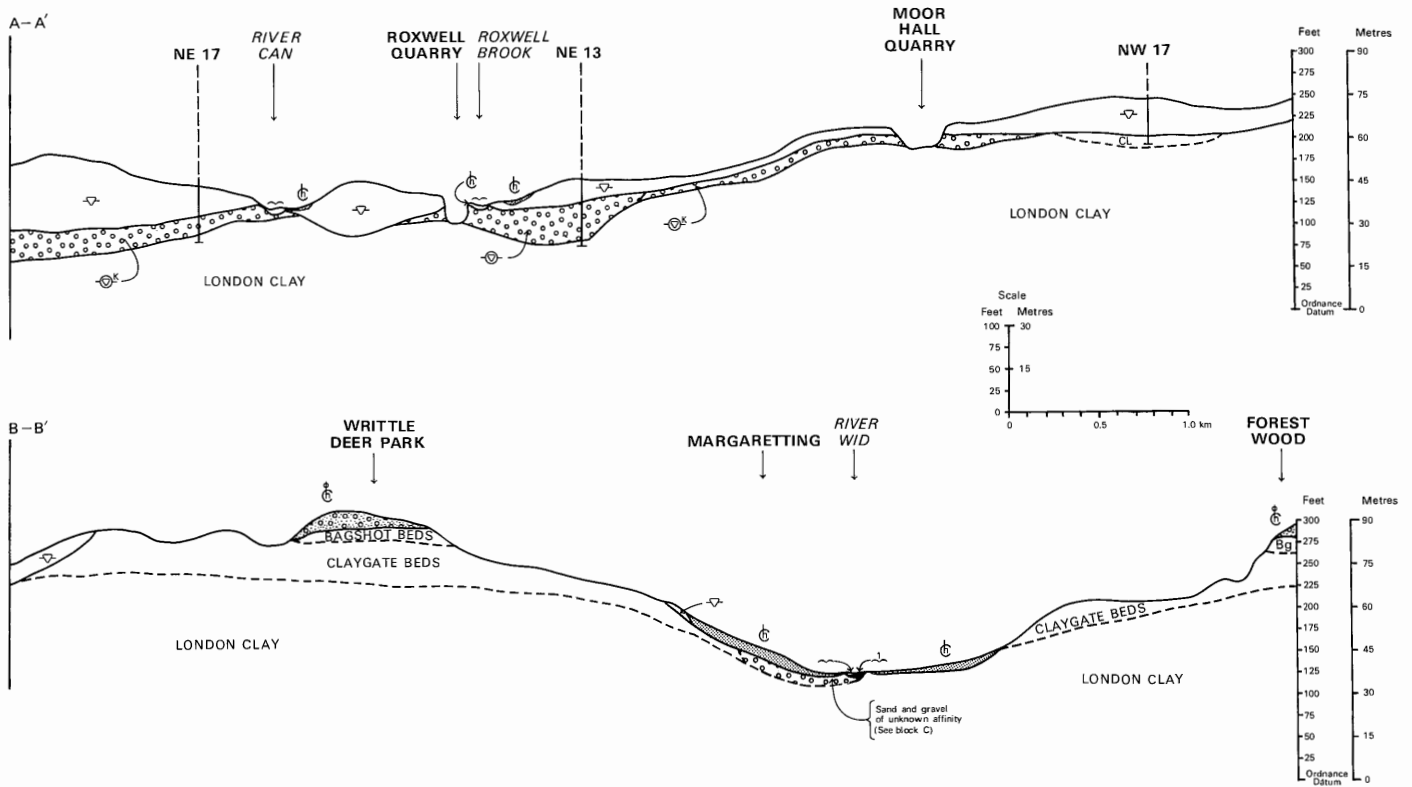 A–A′
NE 17
RIVER
CAN
ROXWELL
QUARRY
ROXWELL
BROOK
NE 13
MOOR
HALL
QUARRY
NW 17
Feet
Metres
300
275
250
225
200
175
150
125
100
75
50
25
Ordnance
Datum
90
75
60
45
30
15
0
CL
K
K
LONDON CLAY
LONDON CLAY
Scale
Feet Metres
100 30
75
50 15
25
0
0 0.5 1.0 km
B–B′
WRITTLE
DEER PARK
MARGARETTING
RIVER
WID
FOREST
WOOD
Feet
Metres
300
275
250
225
200
175
150
125
100
75
50
25
Ordnance
Datum
90
75
60
45
30
15
0
BAGSHOT BEDS
Bg
CLAYGATE BEDS
CLAYGATE BEDS
LONDON CLAY
LONDON CLAY
1
Sand and gravel
of unknown affinity
(See block C)